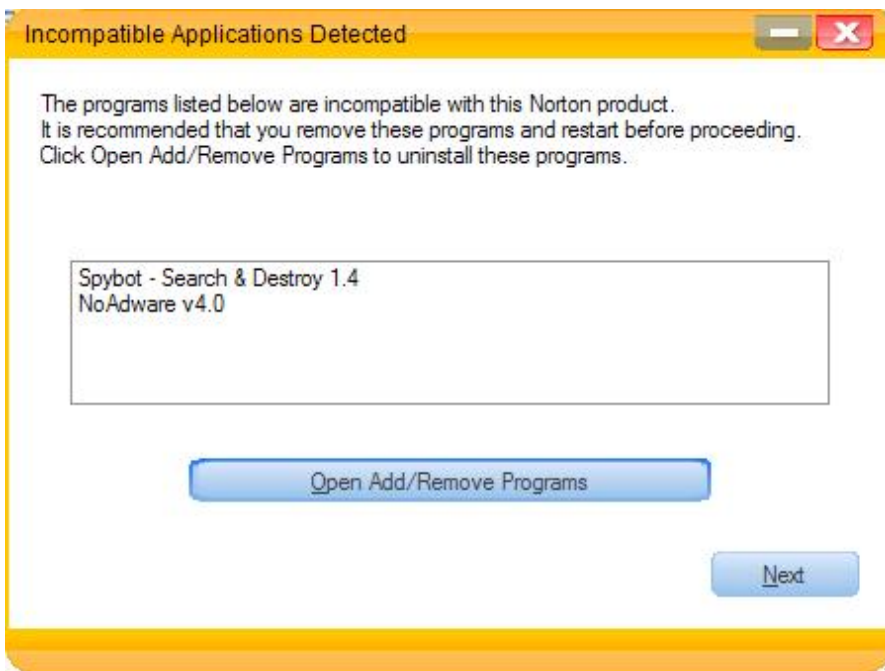 Incompatible Applications Detected
The programs listed below are incompatible with this Norton product.
It is recommended that you remove these programs and restart before proceeding.
Click Open Add/Remove Programs to uninstall these programs.
Spybot - Search & Destroy 1.4
NoAdware v4.0
Open Add/Remove Programs
Next